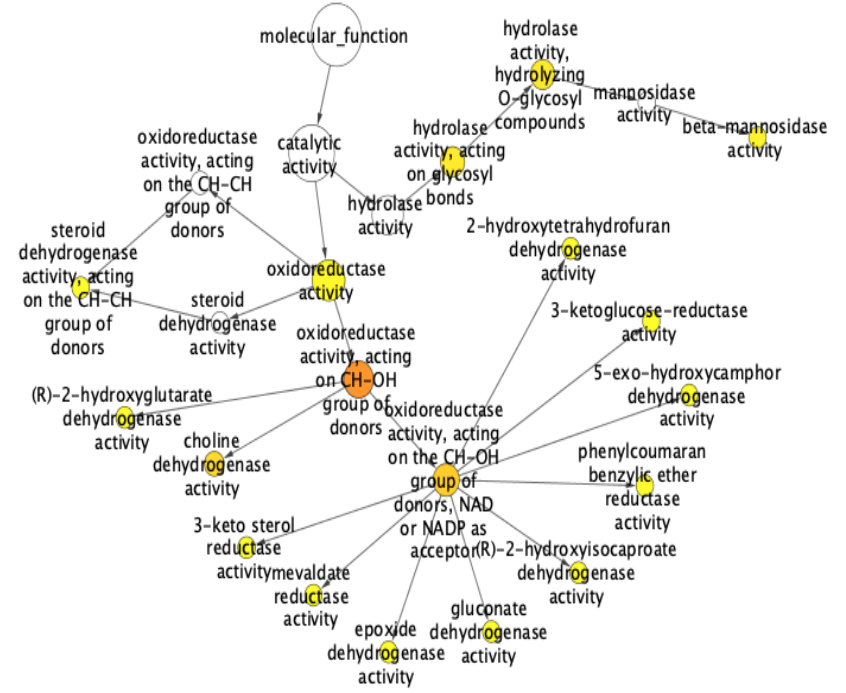 molecular_function
hydrolase
activity,
hydrolyzing
O-glycosyl
compounds
mannosidase
activity
beta-mannosidase
activity
hydrolase
activity, acting
on glycosyl
bonds
catalytic
activity
hydrolase
activity
oxidoreductase
activity, acting
on the CH-CH
group of
donors
steroid
dehydrogenase
activity, acting
on the CH-CH
group of
donors
steroid
dehydrogenase
activity
oxidoreductase
activity
2-hydroxytetrahydrofuran
dehydrogenase
activity
3-ketoglucose-reductase
activity
oxidoreductase
activity, acting
on CH-OH
group of
donors
5-exo-hydroxycamphor
dehydrogenase
activity
(R)-2-hydroxyglutarate
dehydrogenase
activity
choline
dehydrogenase
activity
oxidoreductase
activity, acting
on the CH-OH
group of
donors, NAD
or NADP as
acceptor
phenylcoumaran
benzylic ether
reductase
activity
3-keto sterol
reductase
activity
mevaldate
reductase
activity
(R)-2-hydroxyisocaproate
dehydrogenase
activity
epoxide
dehydrogenase
activity
gluconate
dehydrogenase
activity